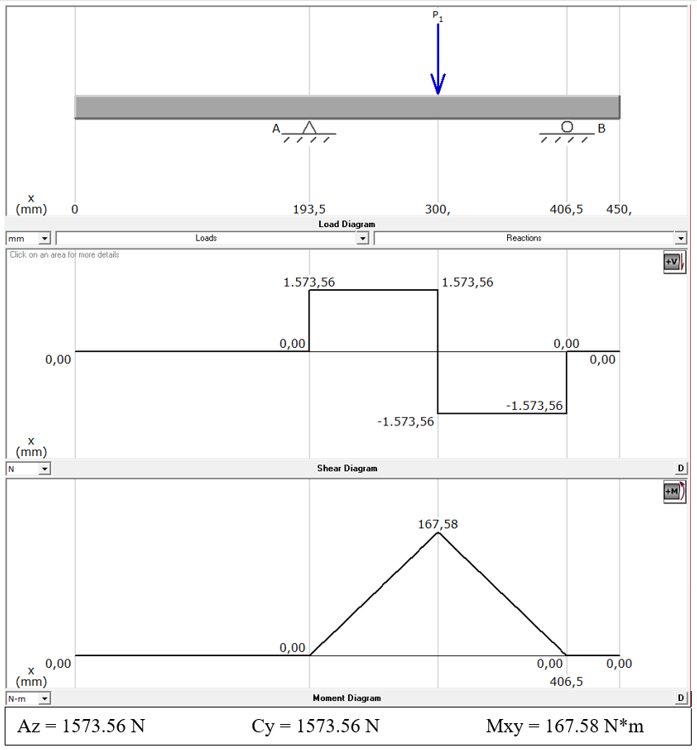 P1
A
B
x
(mm) 0 193,5 300, 406,5 450,
Load Diagram
mm Loads Reactions
Click on an area for more details
+V
1.573,56 1.573,56
0,00 0,00
0,00 0,00
-1.573,56
-1.573,56
x
(mm)
N Shear Diagram D
+M
167,58
0,00
0,00 0,00 0,00
x
(mm) 406,5
N-m Moment Diagram D
Az = 1573.56 N Cy = 1573.56 N Mxy = 167.58 N*m